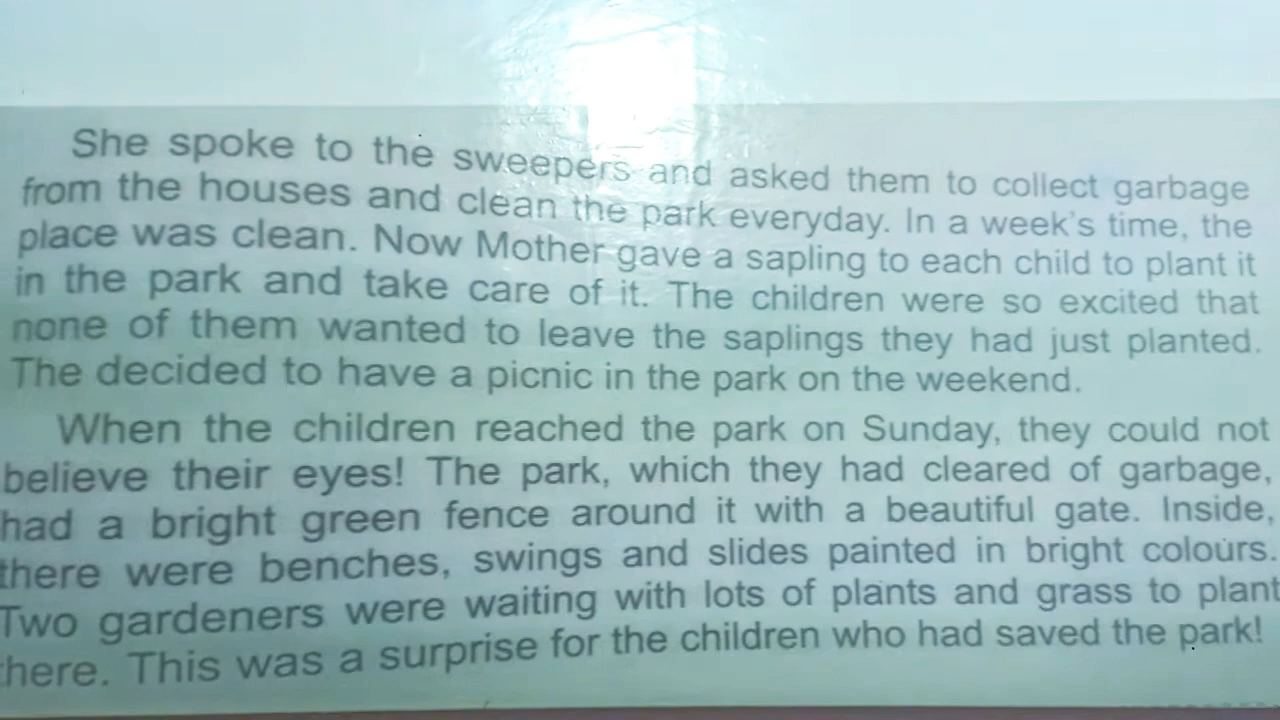 She spoke to the sweepers and asked them to collect garbage
from the houses and clean the park everyday. In a week's time, the
place was clean. Now Mother gave a sapling to each child to plant it
in the park and take care of it. The children were so excited that
none of them wanted to leave the saplings they had just planted.
The decided to have a picnic in the park on the weekend.
When the children reached the park on Sunday, they could not
believe their eyes! The park, which they had cleared of garbage,
had a bright green fence around it with a beautiful gate. Inside,
there were benches, swings and slides painted in bright colours.
Two gardeners were waiting with lots of plants and grass to plant
there. This was a surprise for the children who had saved the park!